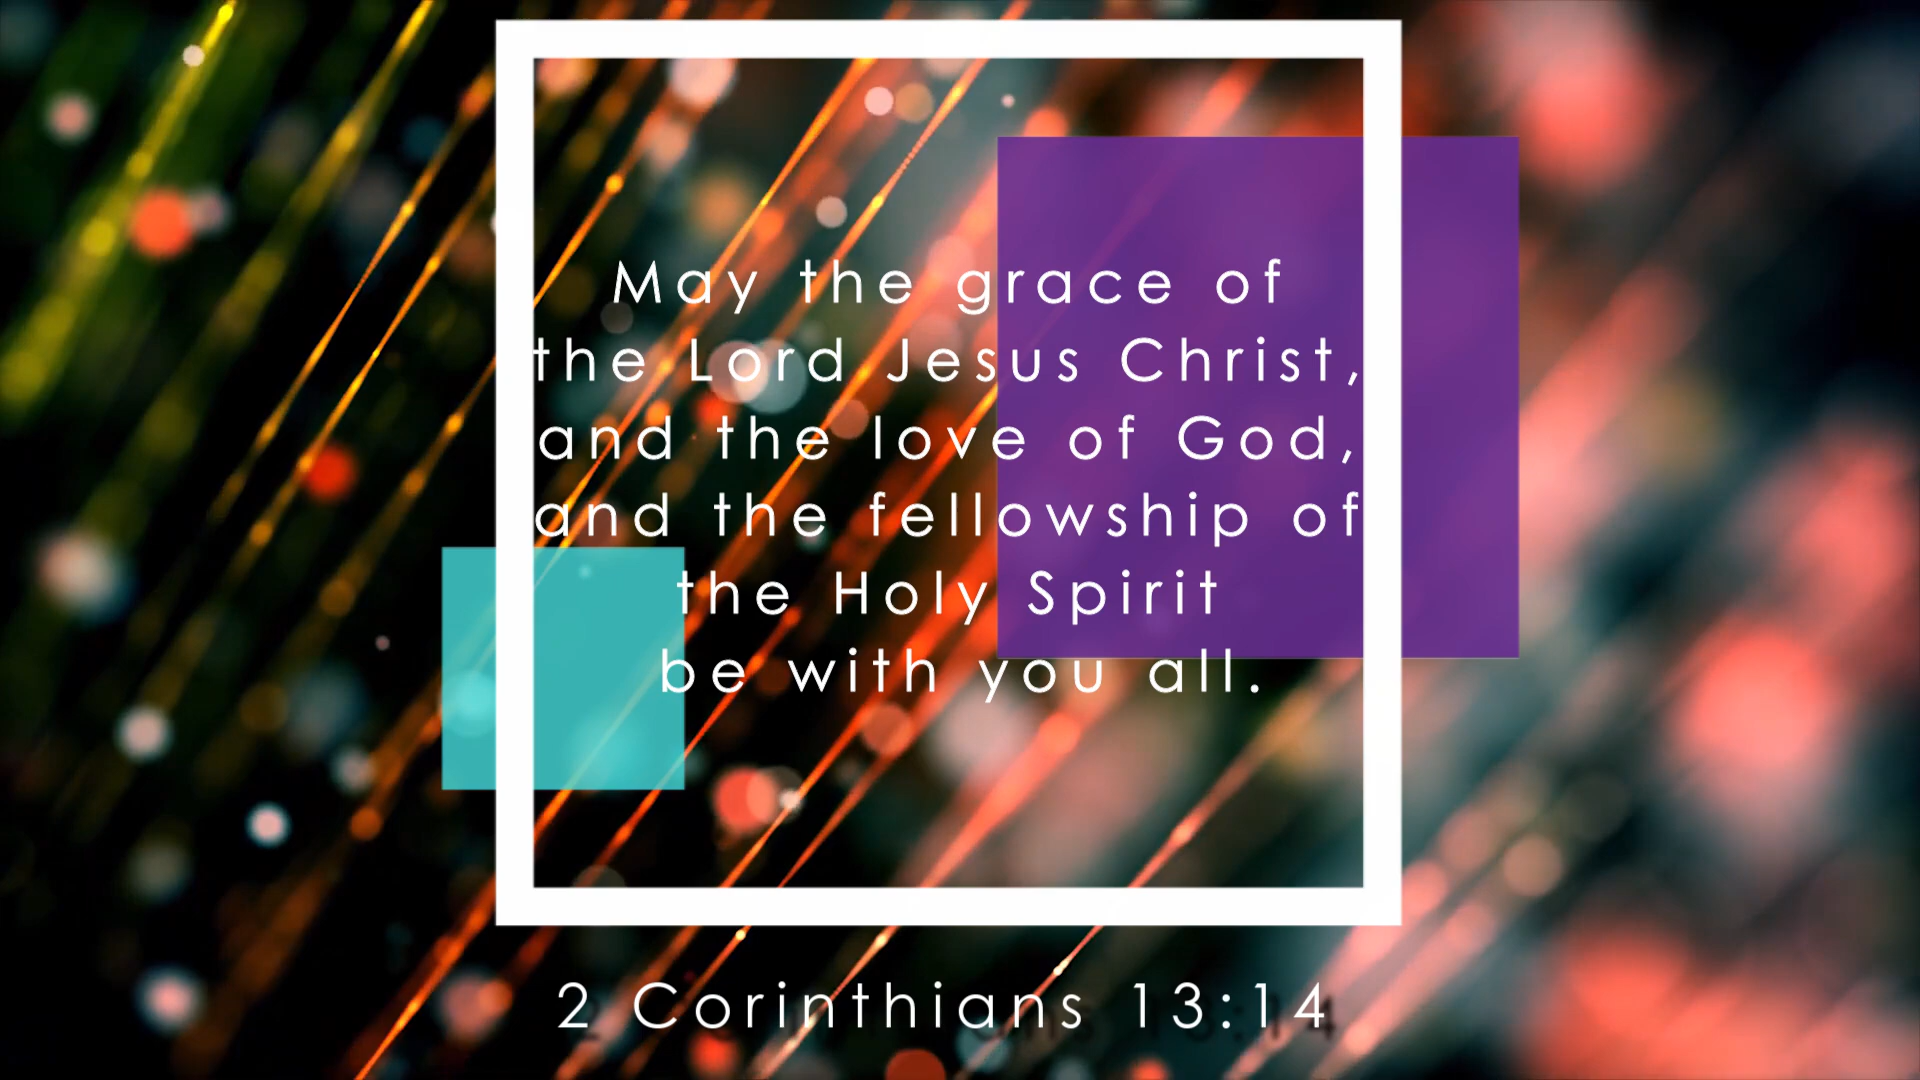 May the grace of
the Lord Jesus Christ,
and the love of God,
and the fellowship of
the Holy Spirit
be with you all.
2 Corinthians 13:14